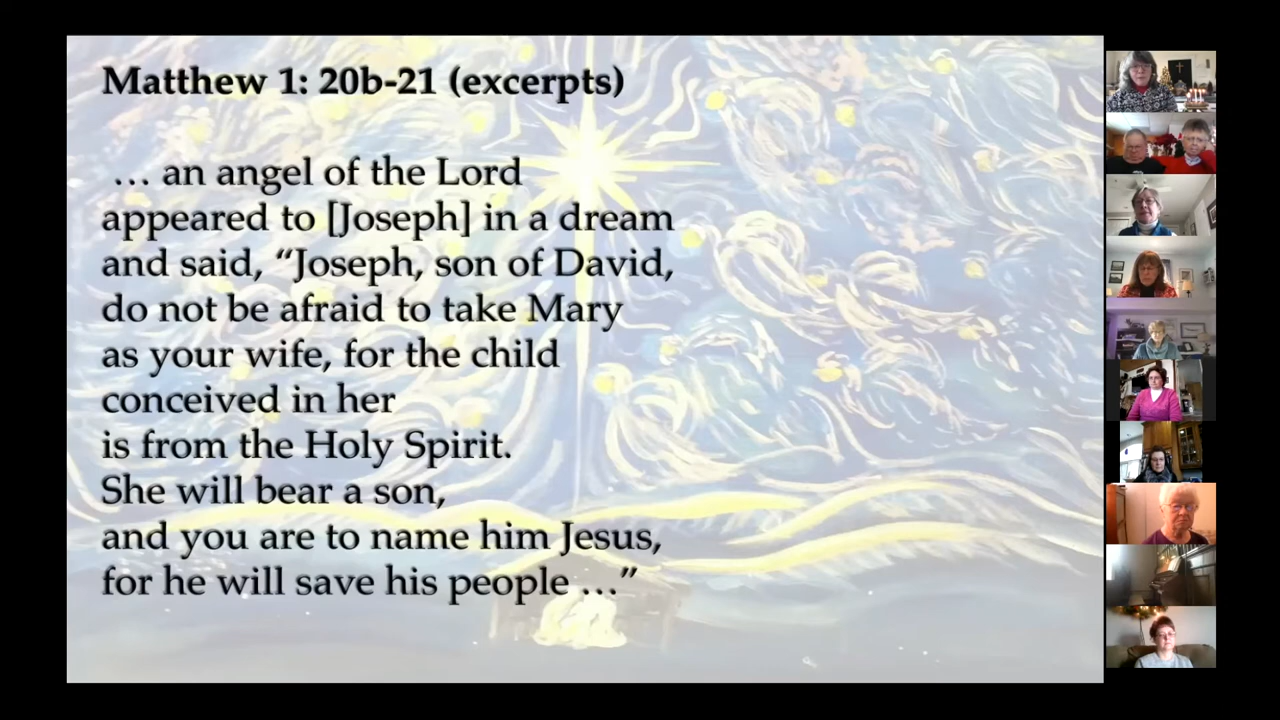 Matthew 1: 20b-21 (excerpts)
… an angel of the Lord
appeared to [Joseph] in a dream
and said, “Joseph, son of David,
do not be afraid to take Mary
as your wife, for the child
conceived in her
is from the Holy Spirit.
She will bear a son,
and you are to name him Jesus,
for he will save his people …”